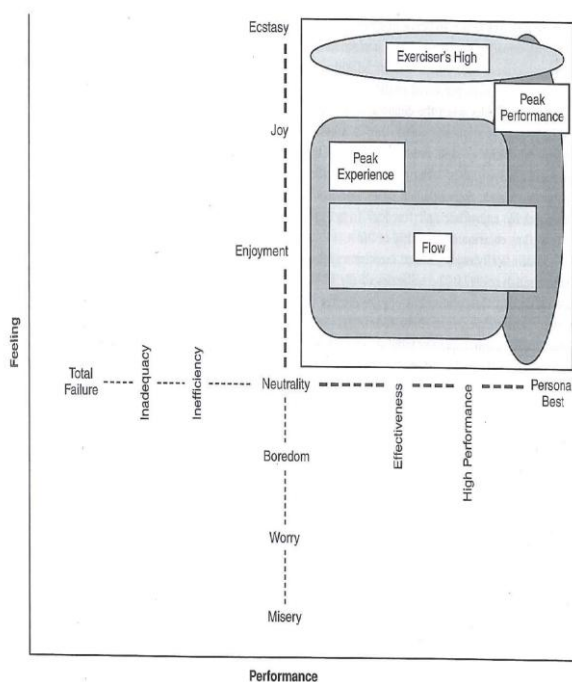 Ecstasy
Exerciser's High
Peak
Performance
Joy
Peak
Experience
Enjoyment
Flow
Feeling
Total
Failure
Inadequacy
Inefficiency
Neutrality
Effectiveness
High Performance
Persona
Best
Boredom
Worry
Misery
Performance